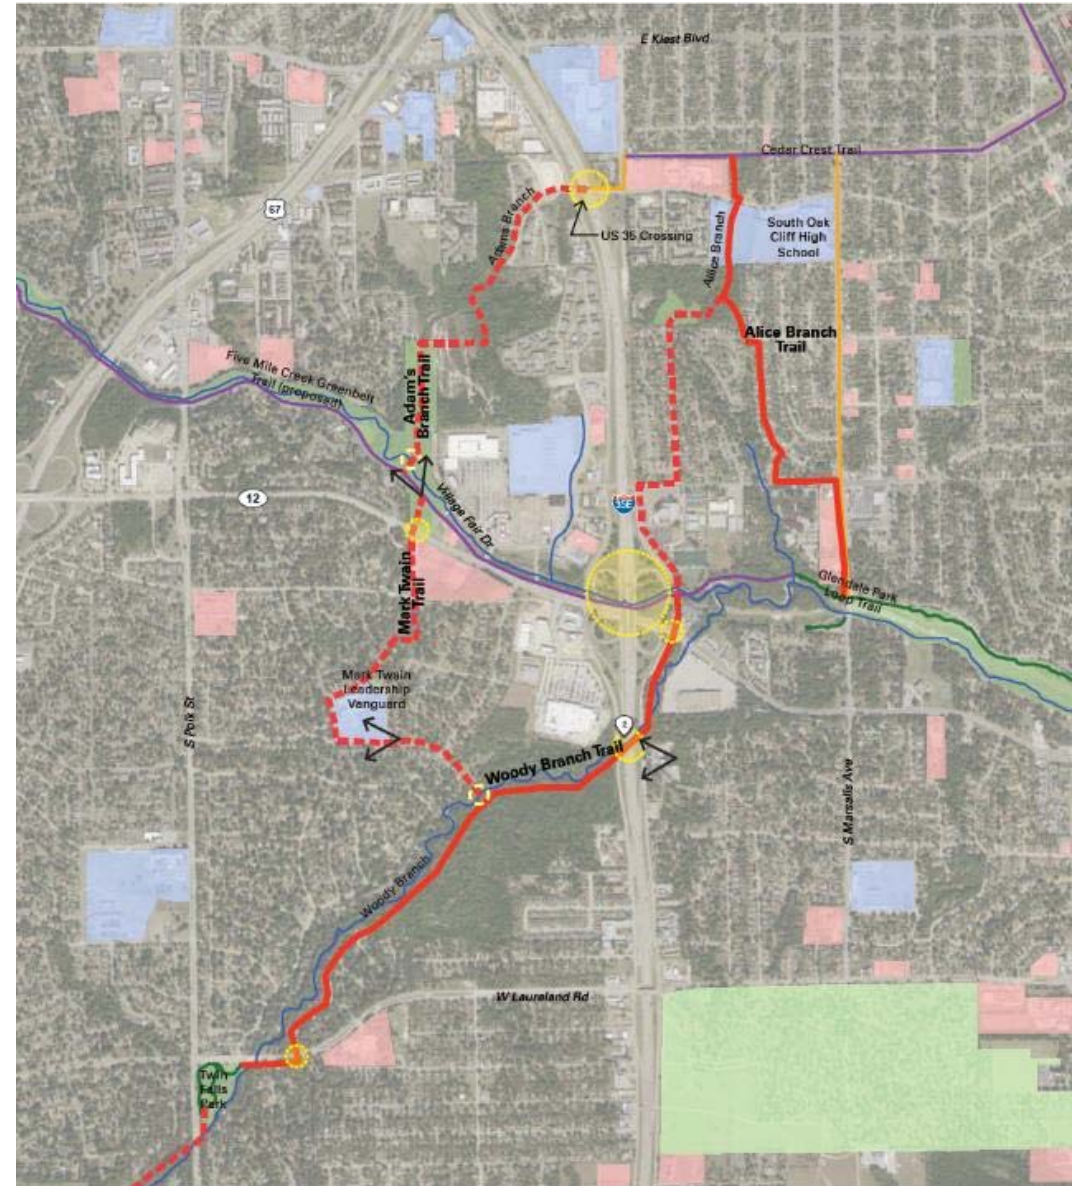 E Kiest Blvd
Cedar Crest Trail
67
Adams Branch
US 35 Crossing
Alice Branch
South Oak
Cliff High
School
Alice Branch
Trail
Five Mile Creek Greenbelt
Trail (proposed)
Adam's
Branch Trail
12
Village Fair Dr
35E
Mark Twain
Trail
Glendale Park
Loop Trail
Mark Twain
Leadership
Vanguard
S Polk St
2
Woody Branch Trail
S Marsalis Ave
Woody Branch
W Laureland Rd
Twin
Falls
Park